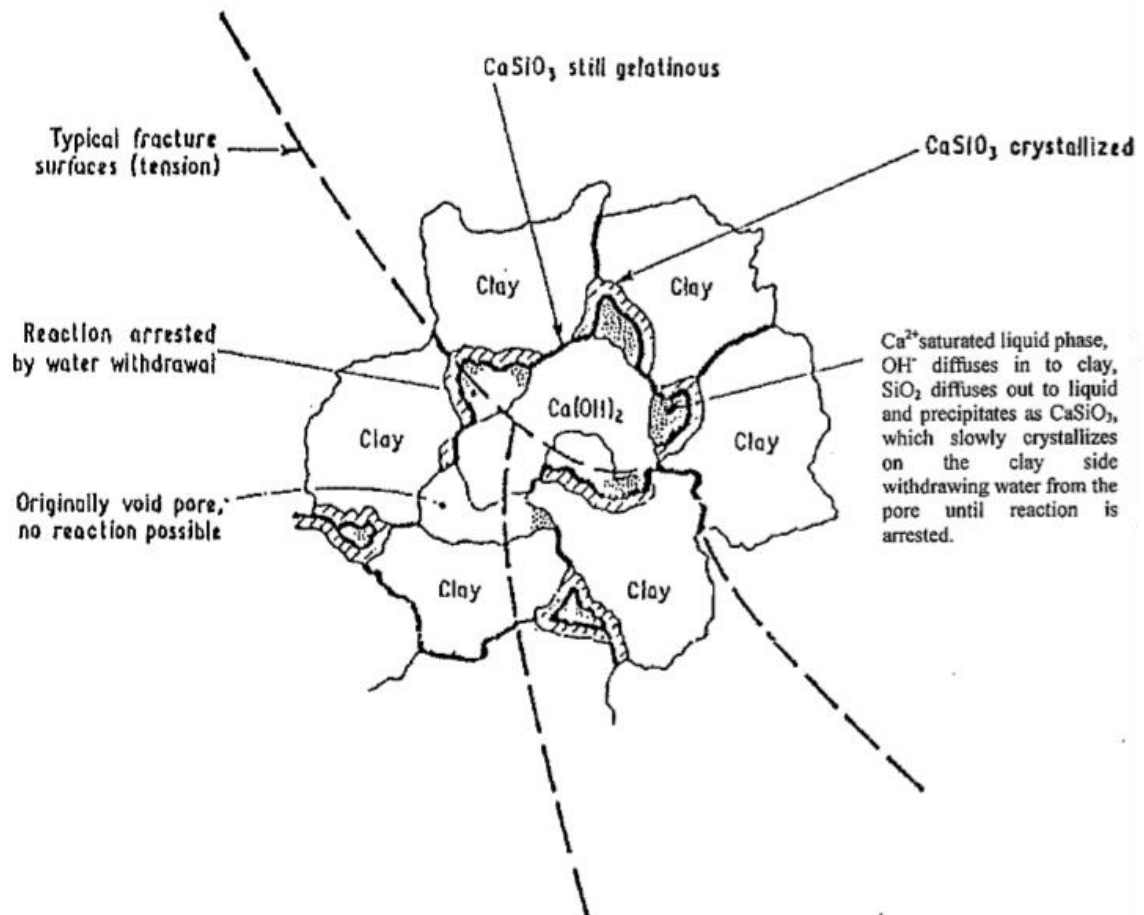 CaSiO₃ still gelatinous
Typical fracture
surfaces (tension)
CaSiO₃ crystallized
Clay
Clay
Reaction arrested
by water withdrawal
Ca²⁺saturated liquid phase,
OH⁻ diffuses in to clay,
SiO₂ diffuses out to liquid
and precipitates as CaSiO₃,
which slowly crystallizes
on the clay side
withdrawing water from the
pore until reaction is
arrested.
Ca(OH)₂
Clay
Clay
Originally void pore,
no reaction possible
Clay
Clay